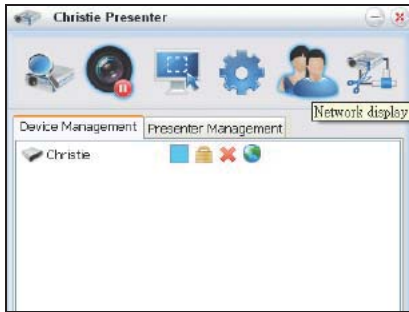 Christie Presenter
Network display
Device Management Presenter Management
Christie